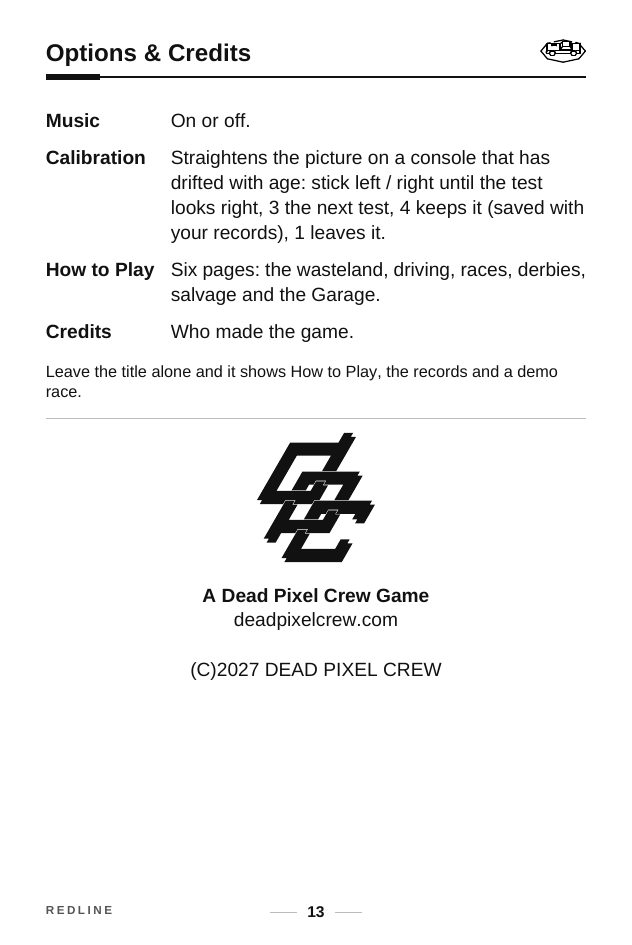 Options & Credits
Music On or off.
Calibration Straightens the picture on a console that has
drifted with age: stick left / right until the test
looks right, 3 the next test, 4 keeps it (saved with
your records), 1 leaves it.
How to Play Six pages: the wasteland, driving, races, derbies,
salvage and the Garage.
Credits Who made the game.
Leave the title alone and it shows How to Play, the records and a demo
race.
DPC
A Dead Pixel Crew Game
deadpixelcrew.com
(C)2027 DEAD PIXEL CREW
REDLINE 13